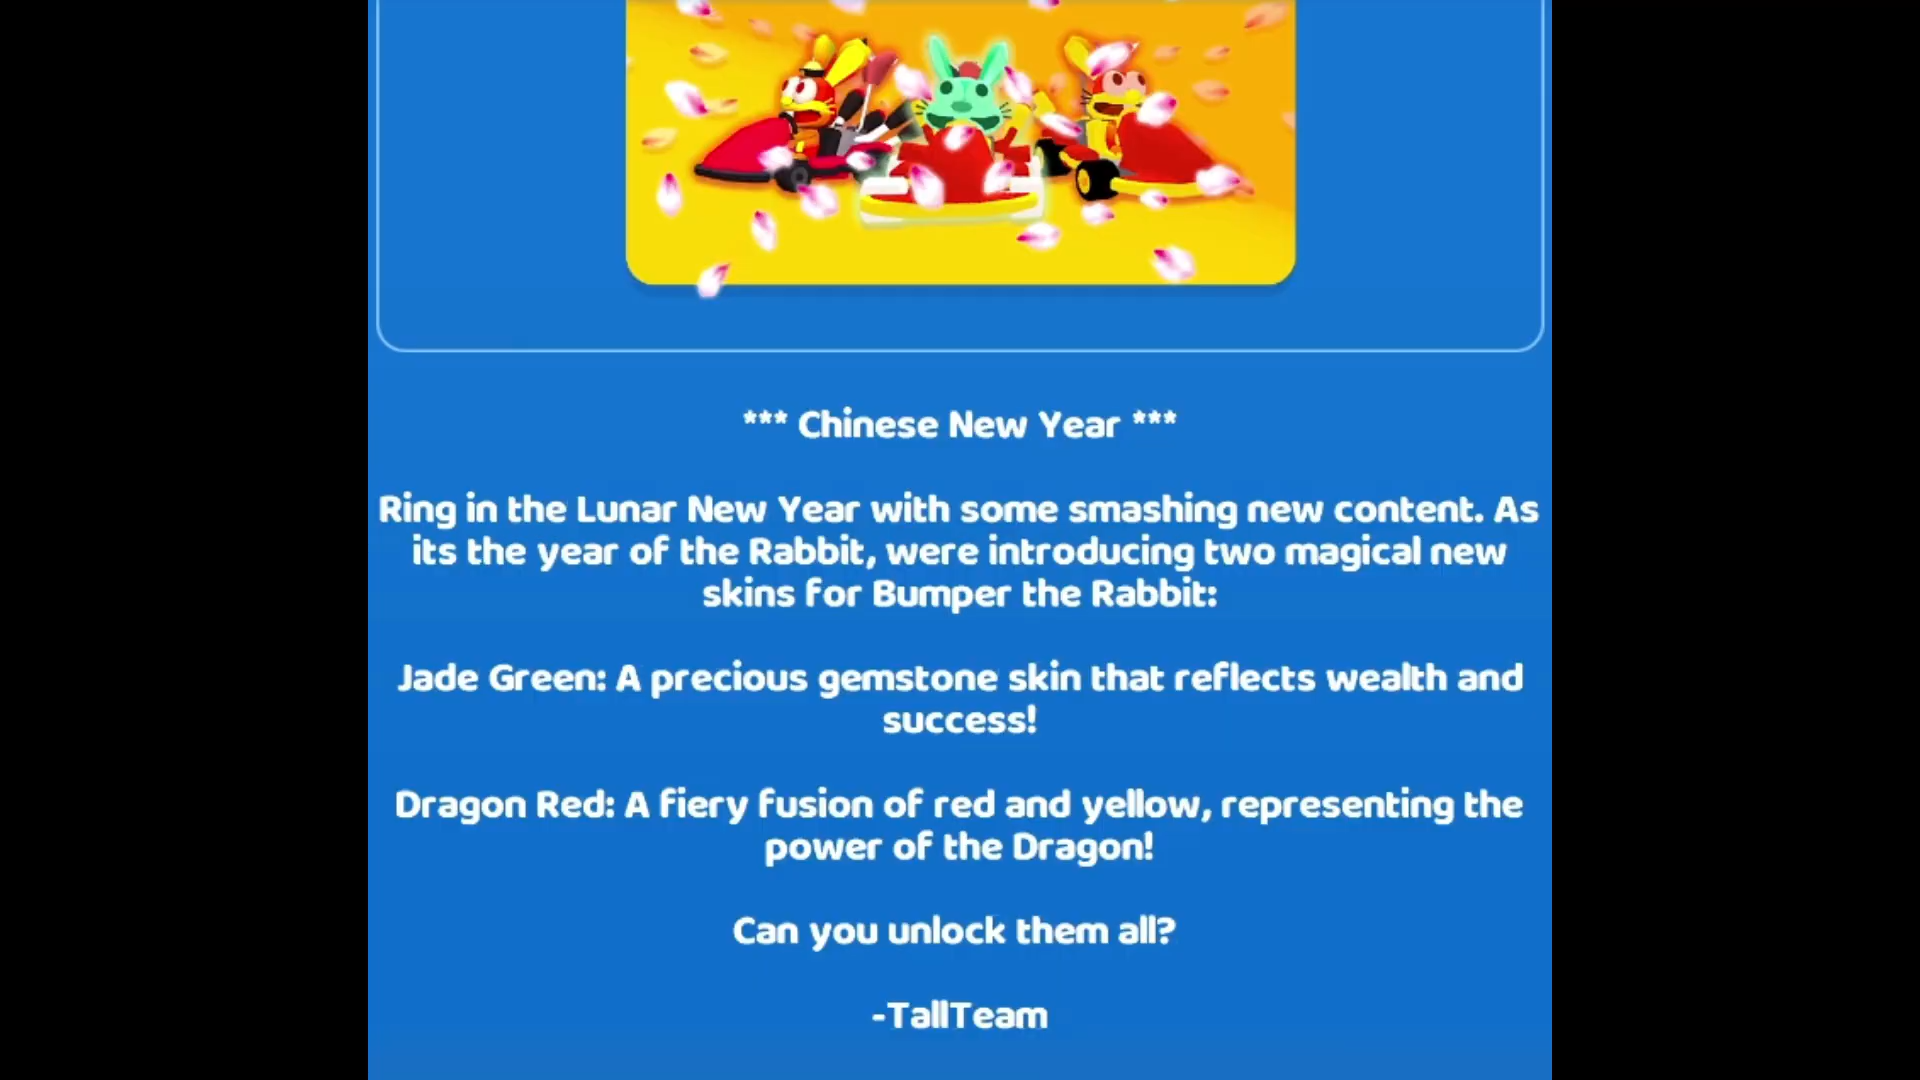 *** Chinese New Year ***
Ring in the Lunar New Year with some smashing new content. As
its the year of the Rabbit, were introducing two magical new
skins for Bumper the Rabbit:
Jade Green: A precious gemstone skin that reflects wealth and
success!
Dragon Red: A fiery fusion of red and yellow, representing the
power of the Dragon!
Can you unlock them all?
-TallTeam